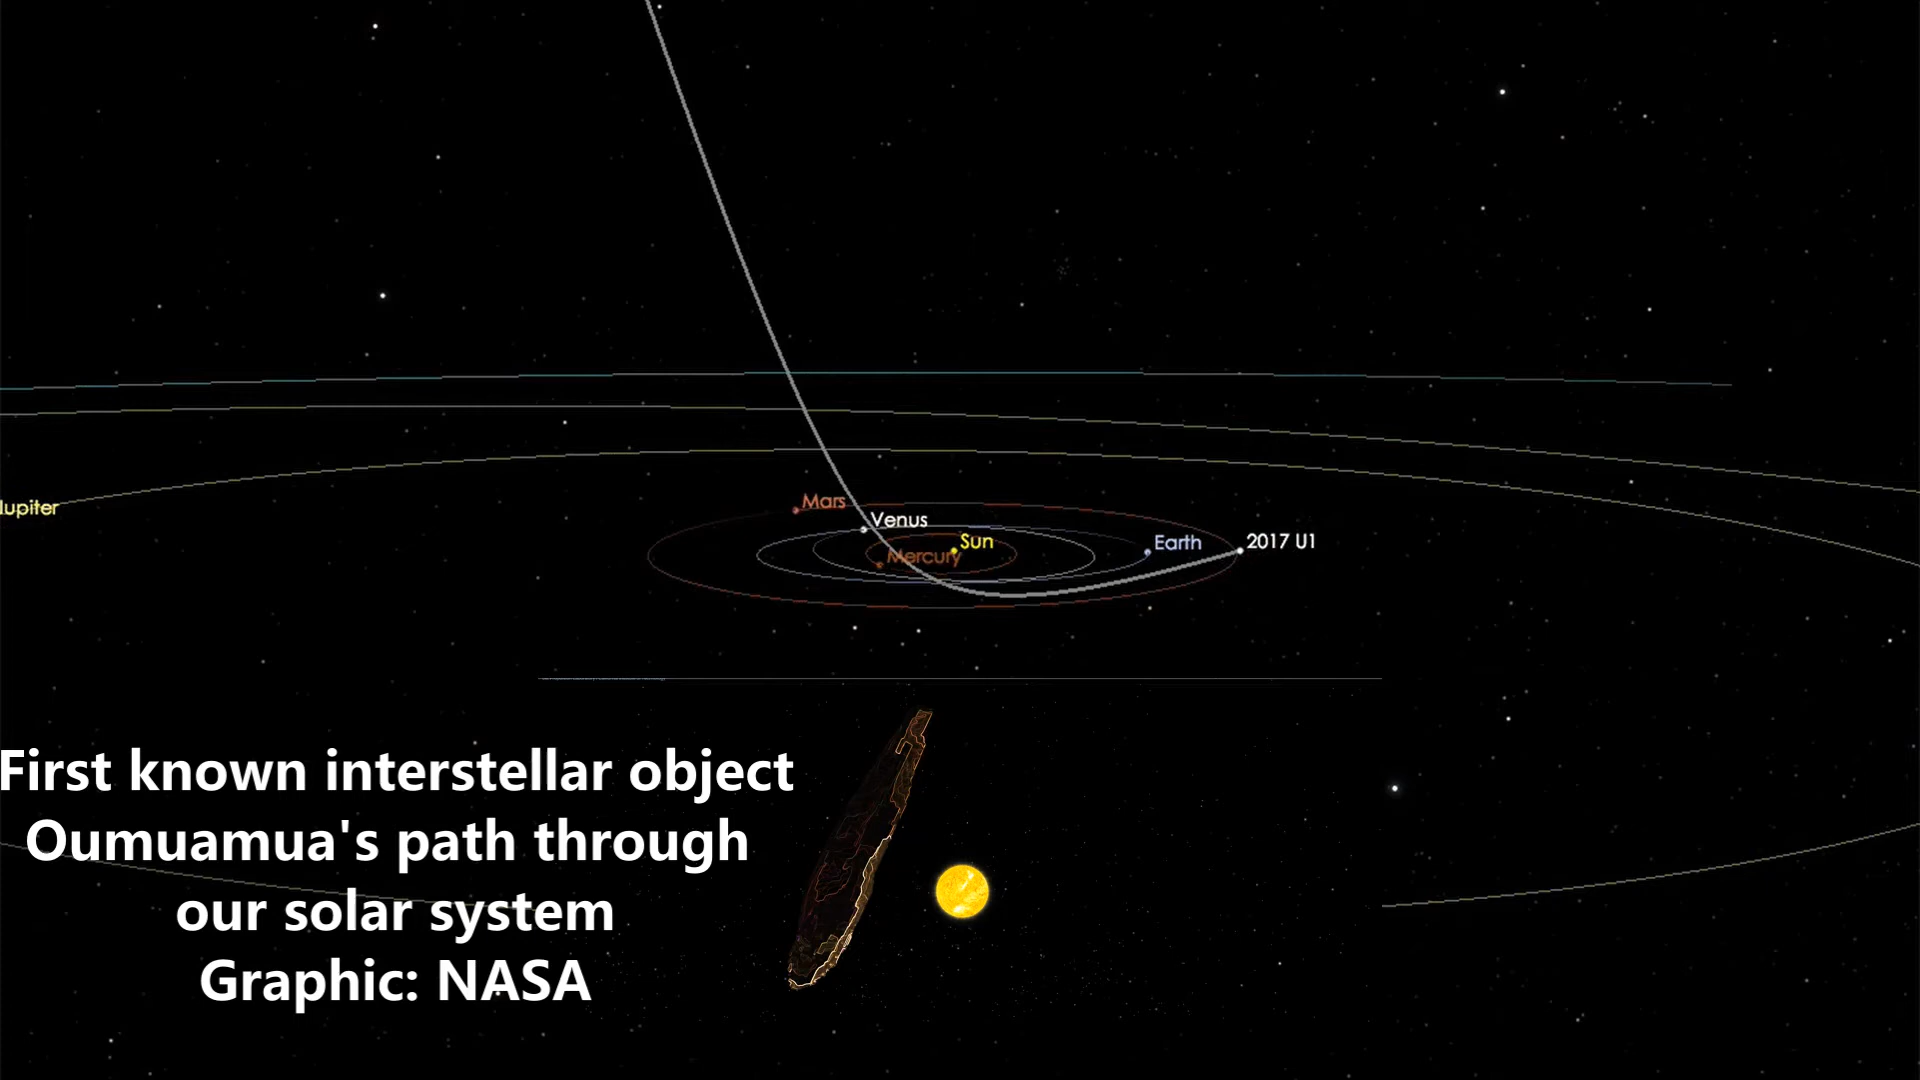 Mars
Venus
Sun
Mercury
Earth
2017 U1
Jupiter
First known interstellar object
Oumuamua's path through
our solar system
Graphic: NASA